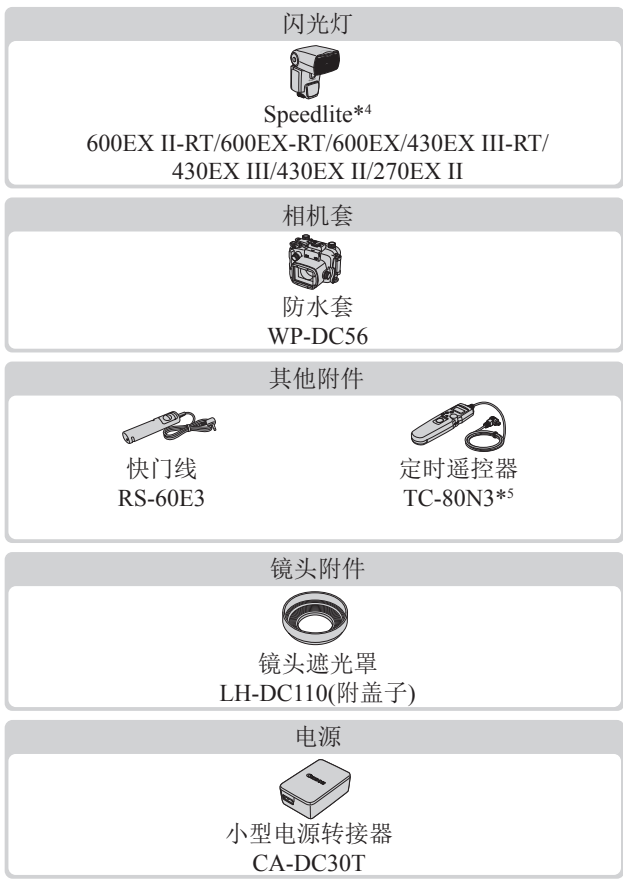 闪光灯
Speedlite*4
600EX II-RT/600EX-RT/600EX/430EX III-RT/
430EX III/430EX II/270EX II
相机套
防水套
WP-DC56
其他附件
快门线
RS-60E3
定时遥控器
TC-80N3*5
镜头附件
镜头遮光罩
LH-DC110(附盖子)
电源
Canon
小型电源转接器
CA-DC30T